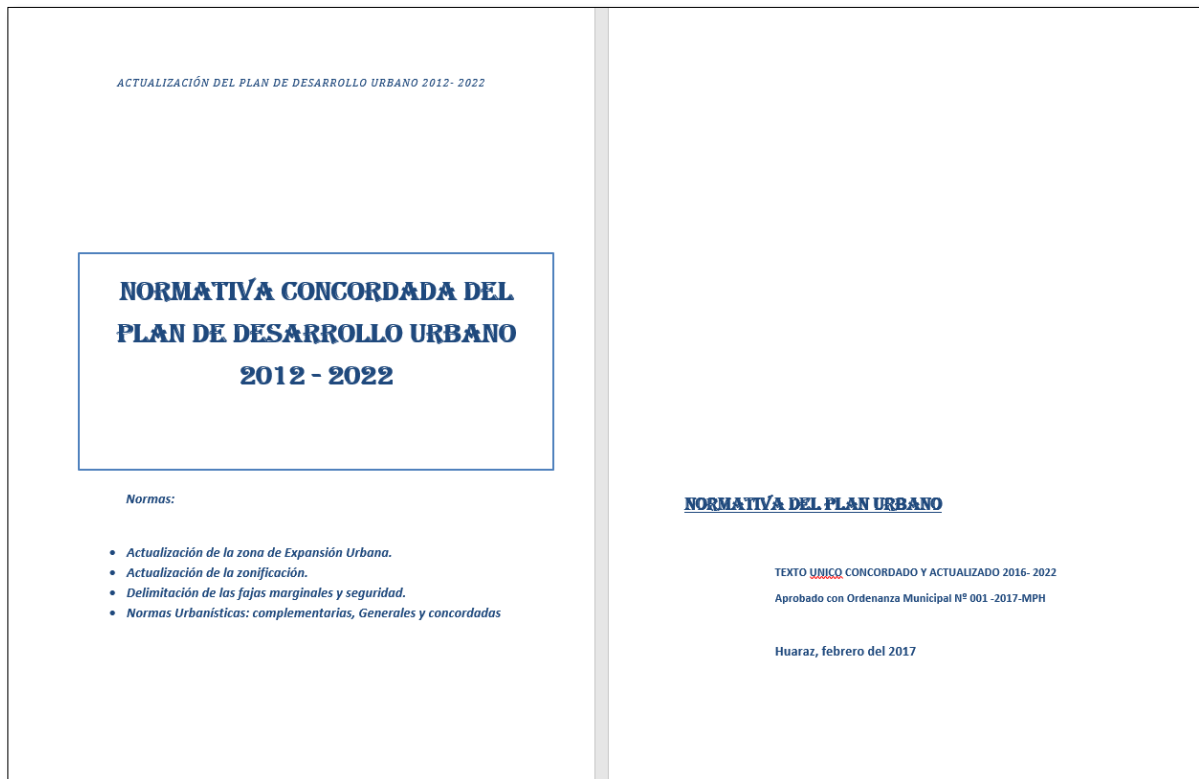 ACTUALIZACIÓN DEL PLAN DE DESARROLLO URBANO 2012- 2022
NORMATIVA CONCORDADA DEL
PLAN DE DESARROLLO URBANO
2012 - 2022
Normas:
• Actualización de la zona de Expansión Urbana.
• Actualización de la zonificación.
• Delimitación de las fajas marginales y seguridad.
• Normas Urbanísticas: complementarias, Generales y concordadas
NORMATIVA DEL PLAN URBANO
TEXTO UNICO CONCORDADO Y ACTUALIZADO 2016- 2022
Aprobado con Ordenanza Municipal Nº 001 -2017-MPH
Huaraz, febrero del 2017